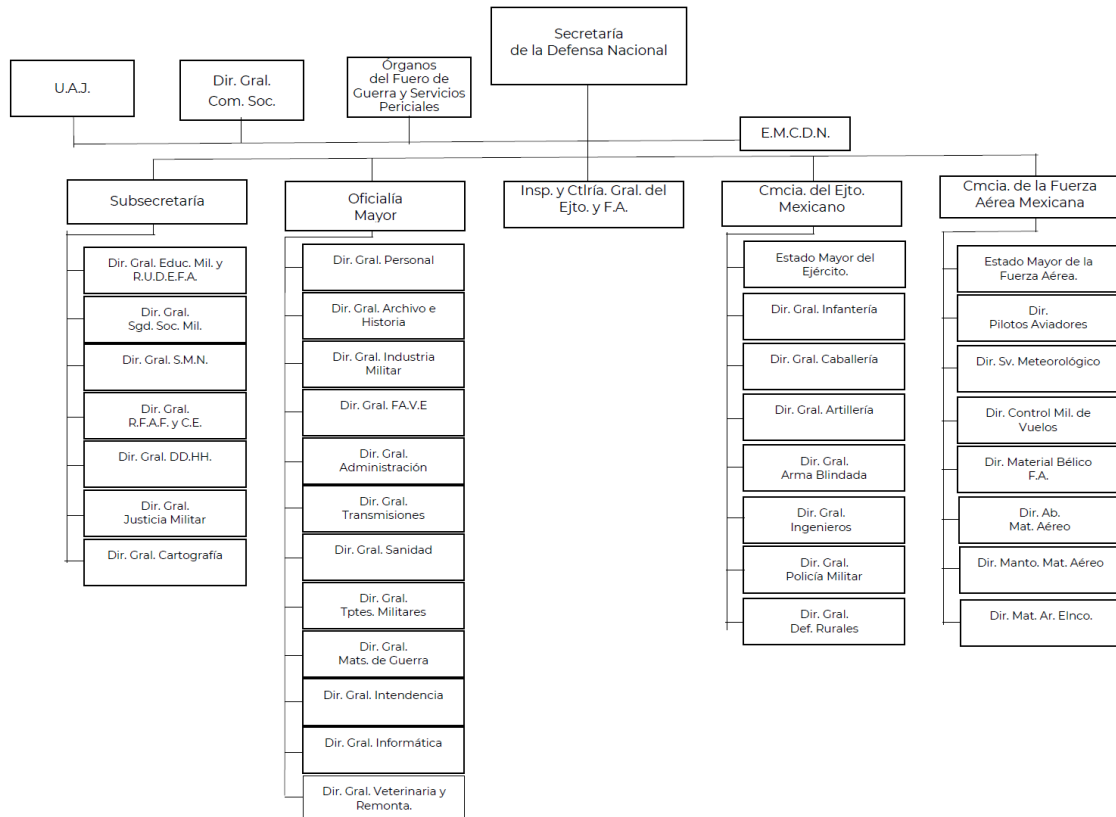 Secretaría
de la Defensa Nacional
U.A.J.
Dir. Gral.
Com. Soc.
Órganos
del Fuero de
Guerra y Servicios
Periciales
E.M.C.D.N.
Subsecretaría
Oficialía
Mayor
Insp. y Ctlría. Gral. del
Ejto. y F.A.
Cmcia. del Ejto.
Mexicano
Cmcia. de la Fuerza
Aérea Mexicana
Dir. Gral. Educ. Mil. y
R.U.D.E.F.A.
Dir. Gral.
Sgd. Soc. Mil.
Dir. Gral. S.M.N.
Dir. Gral.
R.F.A.F. y C.E.
Dir. Gral. DD.HH.
Dir. Gral.
Justicia Militar
Dir. Gral. Cartografía
Dir. Gral. Personal
Dir. Gral. Archivo e
Historia
Dir. Gral. Industria
Militar
Dir. Gral. FA.V.E
Dir. Gral.
Administración
Dir. Gral.
Transmisiones
Dir. Gral. Sanidad
Dir. Gral.
Tptes. Militares
Dir. Gral.
Mats. de Guerra
Dir. Gral. Intendencia
Dir. Gral. Informática
Dir. Gral. Veterinaria y
Remonta.
Estado Mayor del
Ejército.
Dir. Gral. Infantería
Dir. Gral. Caballería
Dir. Gral. Artillería
Dir. Gral.
Arma Blindada
Dir. Gral.
Ingenieros
Dir. Gral.
Policía Militar
Dir. Gral.
Def. Rurales
Estado Mayor de la
Fuerza Aérea.
Dir.
Pilotos Aviadores
Dir. Sv. Meteorológico
Dir. Control Mil. de
Vuelos
Dir. Material Bélico
F.A.
Dir. Ab.
Mat. Aéreo
Dir. Manto. Mat. Aéreo
Dir. Mat. Ar. Elnco.